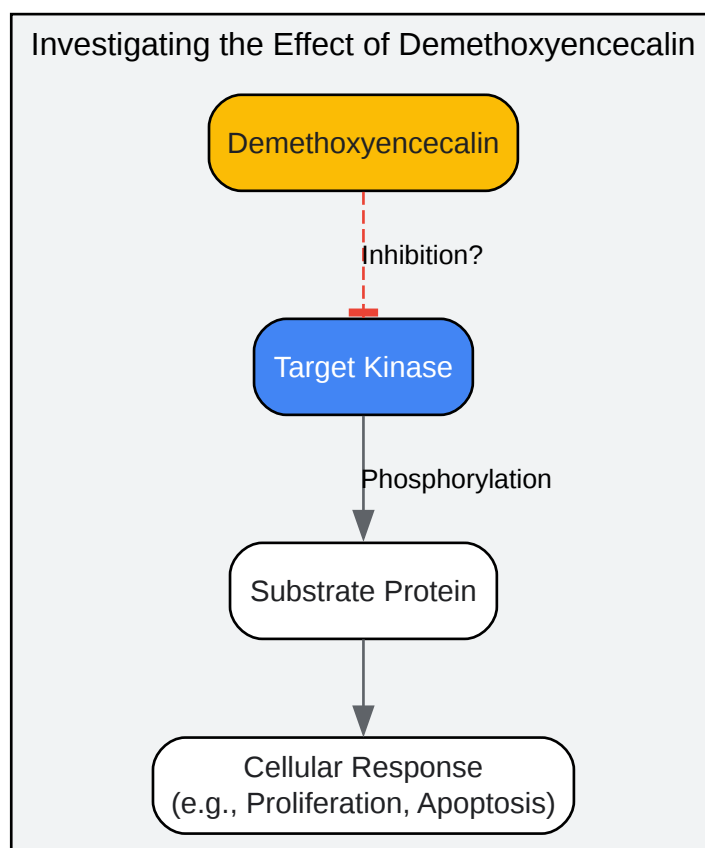 Investigating the Effect of Demethoxyencecalin
Demethoxyencecalin
Inhibition?
Target Kinase
Phosphorylation
Substrate Protein
Cellular Response
(e.g., Proliferation, Apoptosis)